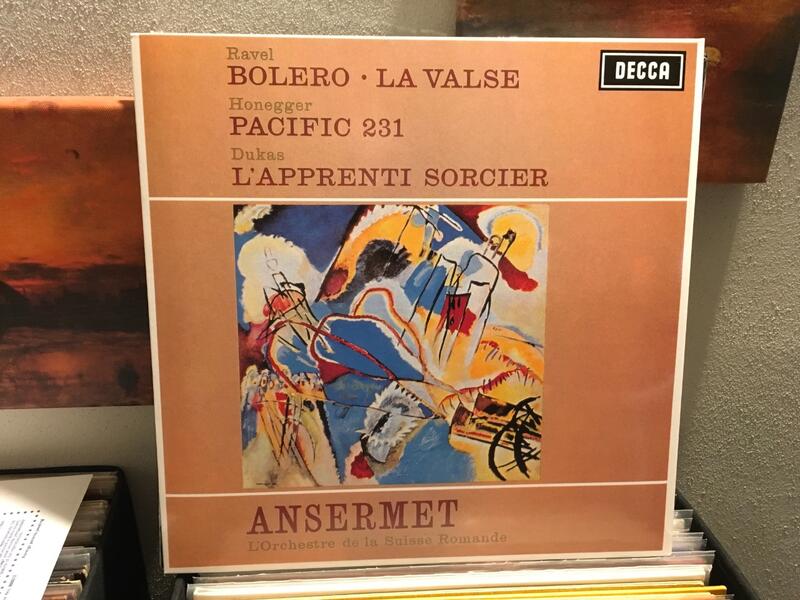 Ravel
BOLERO · LA VALSE
Honegger
PACIFIC 231
Dukas
L'APPRENTI SORCIER
DECCA
ANSERMET
L'Orchestre de la Suisse Romande